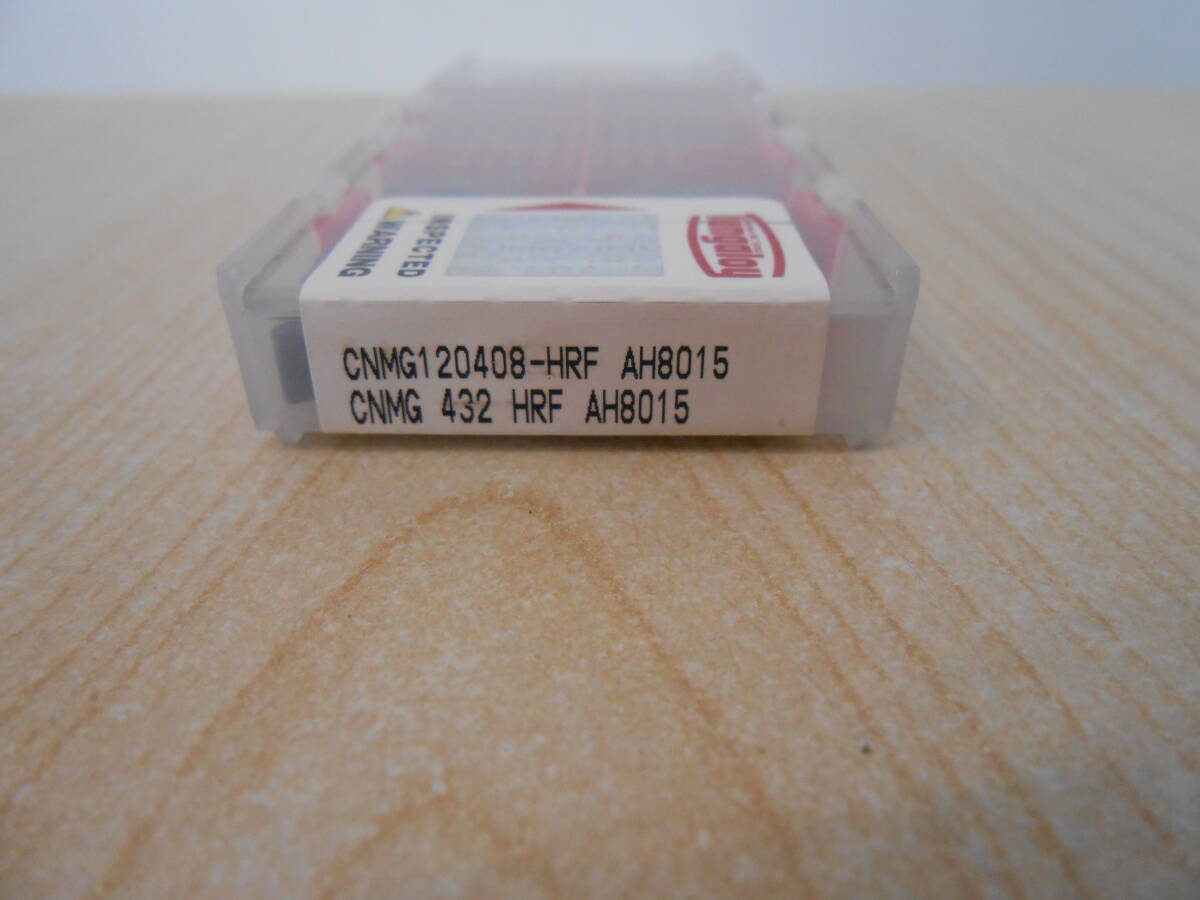 Tungaloy
INSPECTED
WARNING
CNMG120408-HRF AH8015
CNMG 432 HRF AH8015